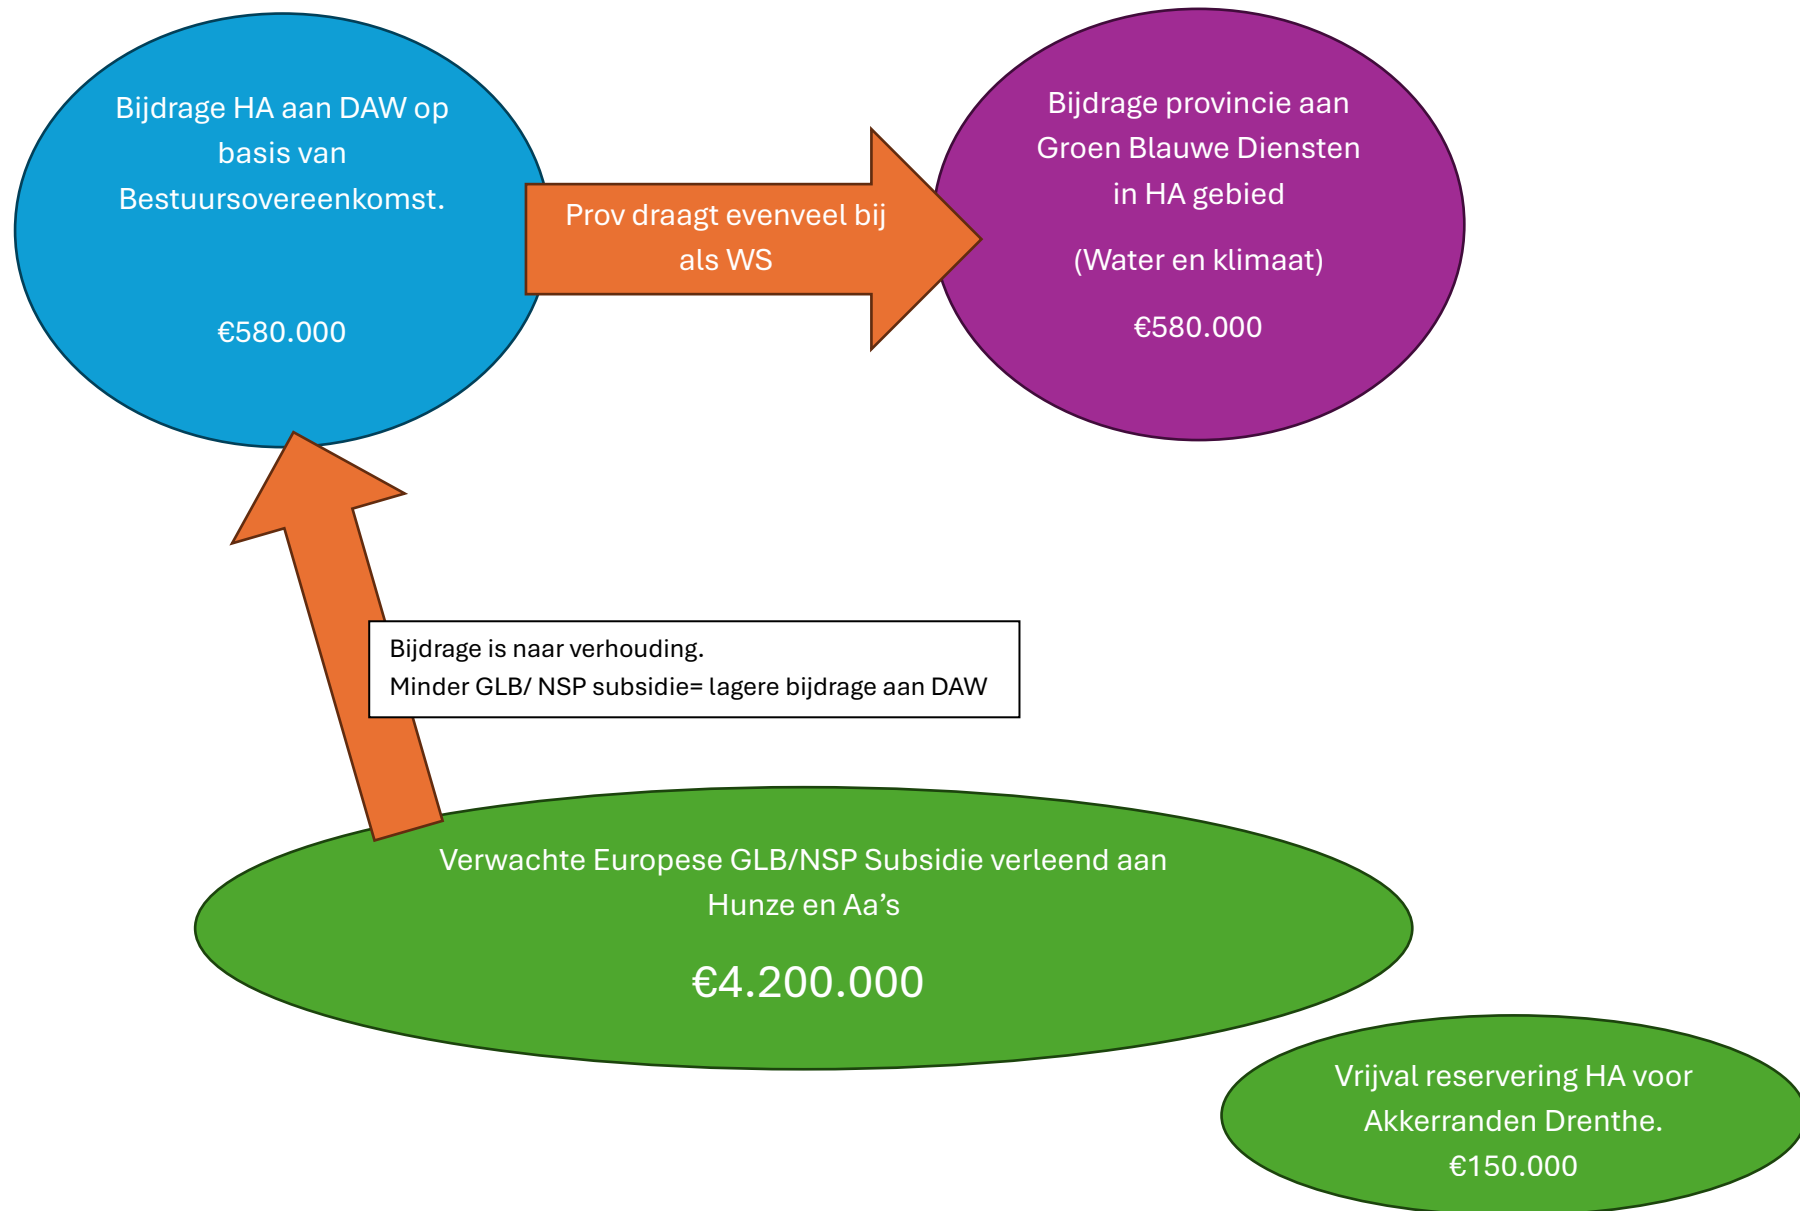 Bijdrage HA aan DAW op
basis van
Bestuursovereenkomst.
€580.000
Prov draagt evenveel bij
als WS
Bijdrage provincie aan
Groen Blauwe Diensten
in HA gebied
(Water en klimaat)
€580.000
Bijdrage is naar verhouding.
Minder GLB/ NSP subsidie= lagere bijdrage aan DAW
Verwachte Europese GLB/NSP Subsidie verleend aan
Hunze en Aa’s
€4.200.000
Vrijval reservering HA voor
Akkerranden Drenthe.
€150.000